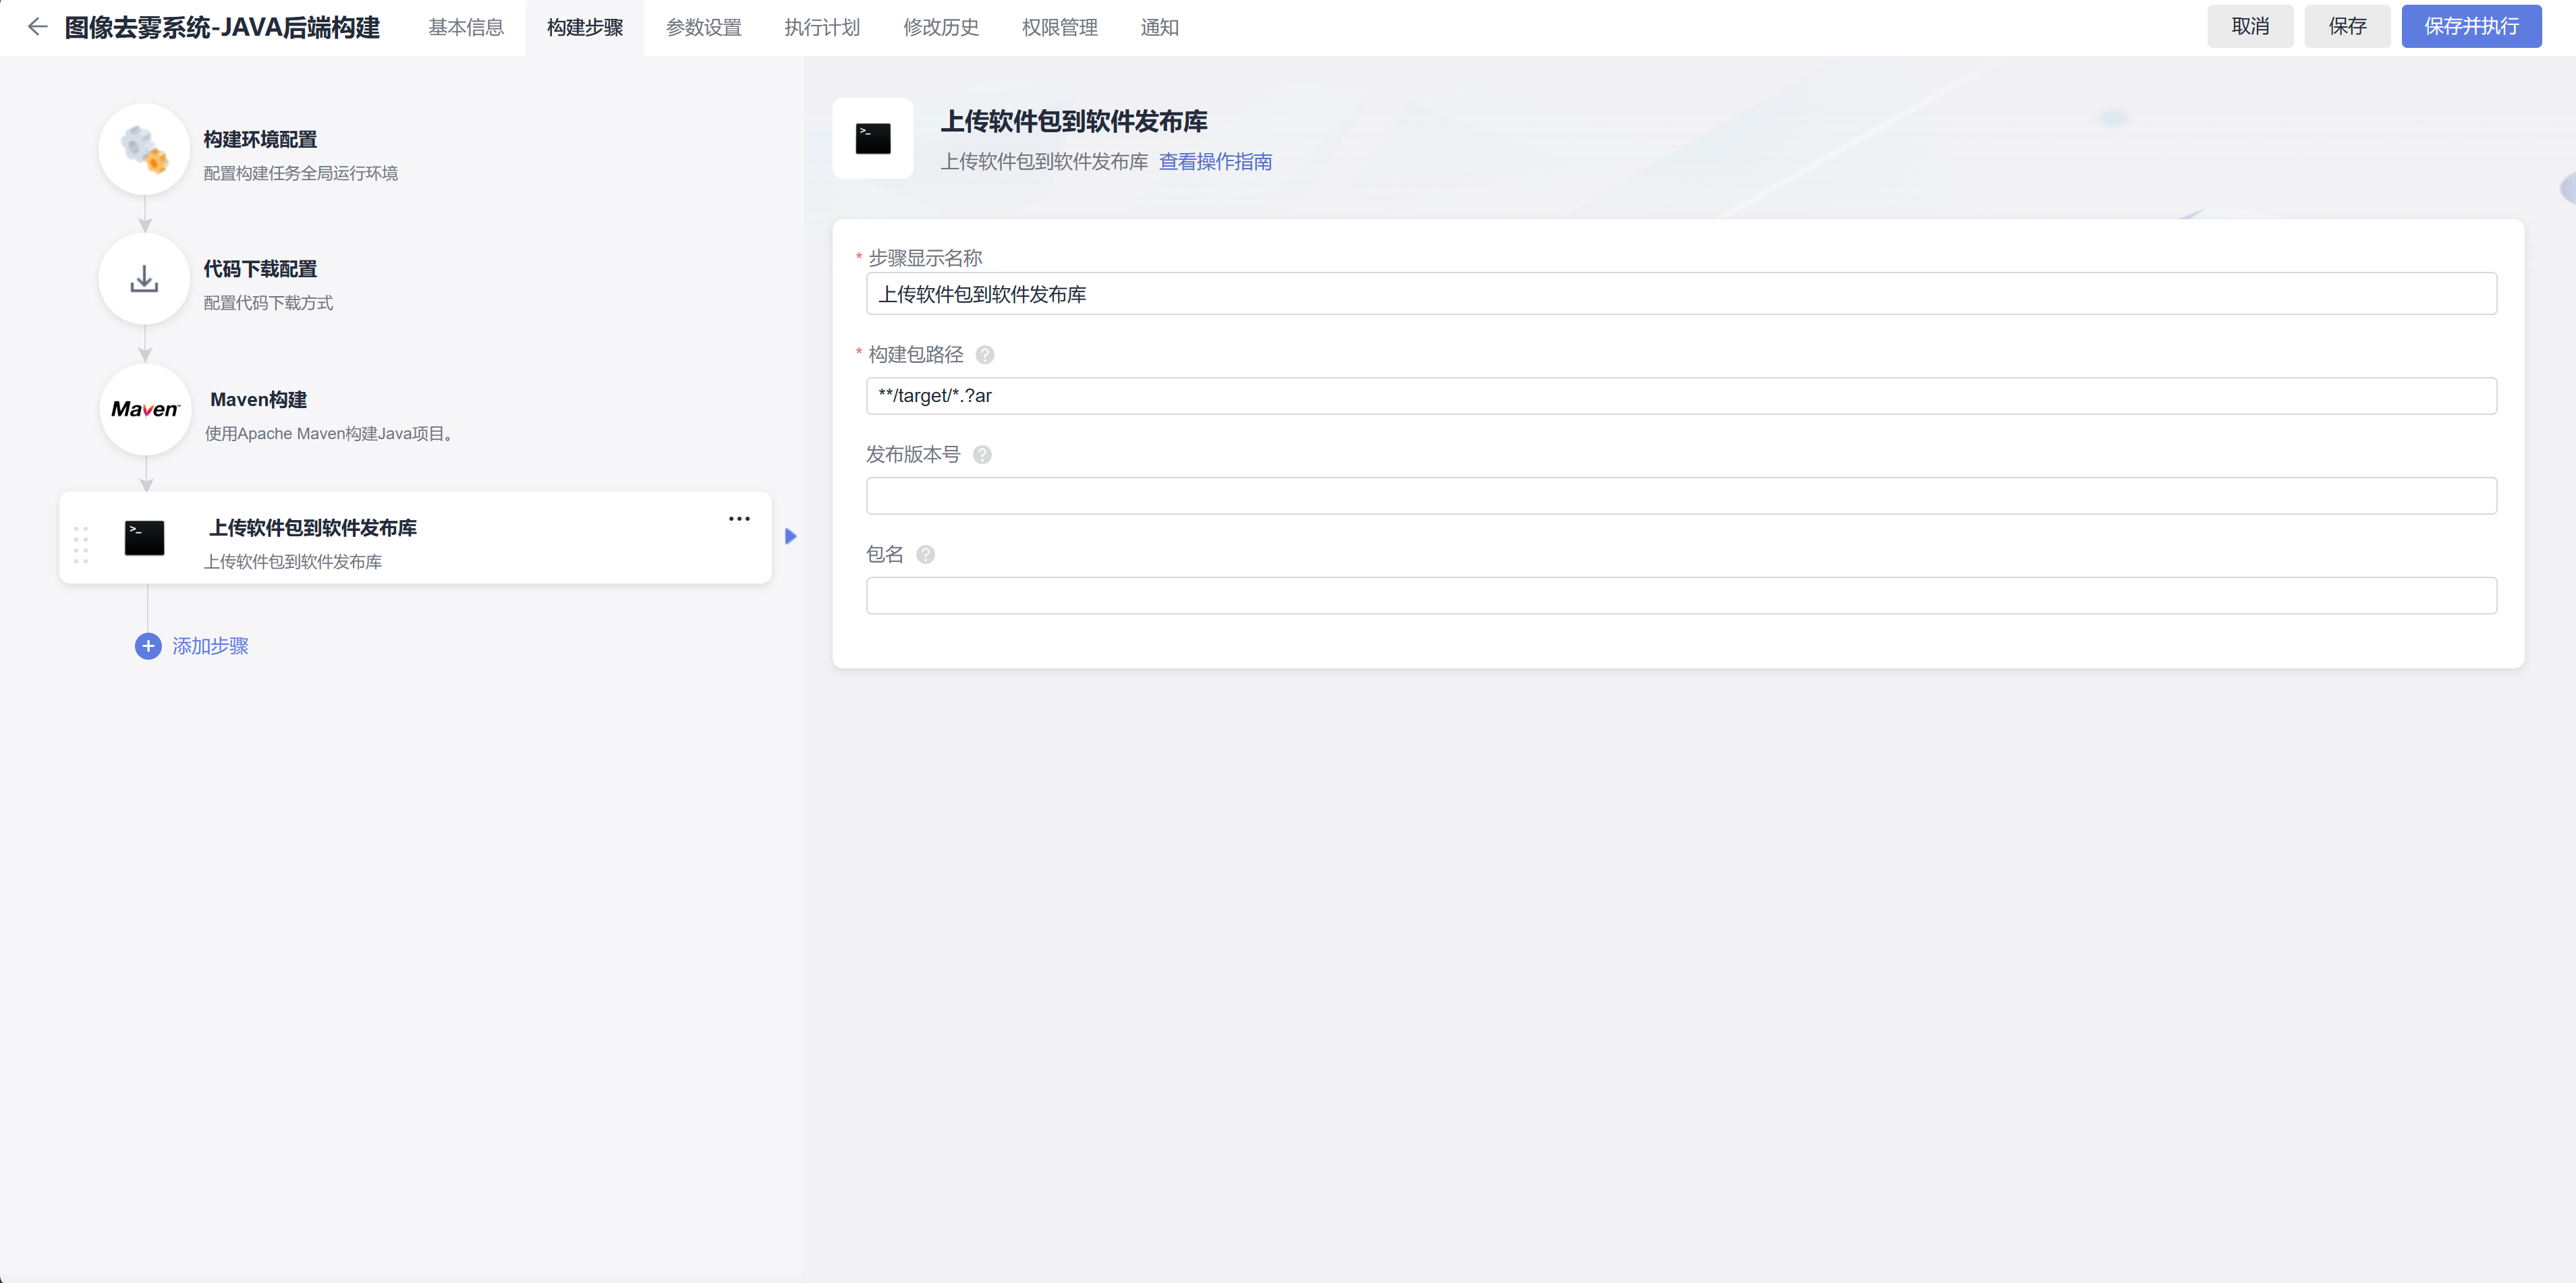 图像去雾系统-JAVA后端构建
基本信息
构建步骤
参数设置
执行计划
修改历史
权限管理
通知
取消
保存
保存并执行
构建环境配置
配置构建任务全局运行环境
代码下载配置
配置代码下载方式
Maven
Maven构建
使用Apache Maven构建Java项目。
>_
上传软件包到软件发布库
上传软件包到软件发布库
添加步骤
>_
上传软件包到软件发布库
上传软件包到软件发布库 查看操作指南
* 步骤显示名称
上传软件包到软件发布库
* 构建包路径 ?
**/target/*.?ar
发布版本号 ?
包名 ?